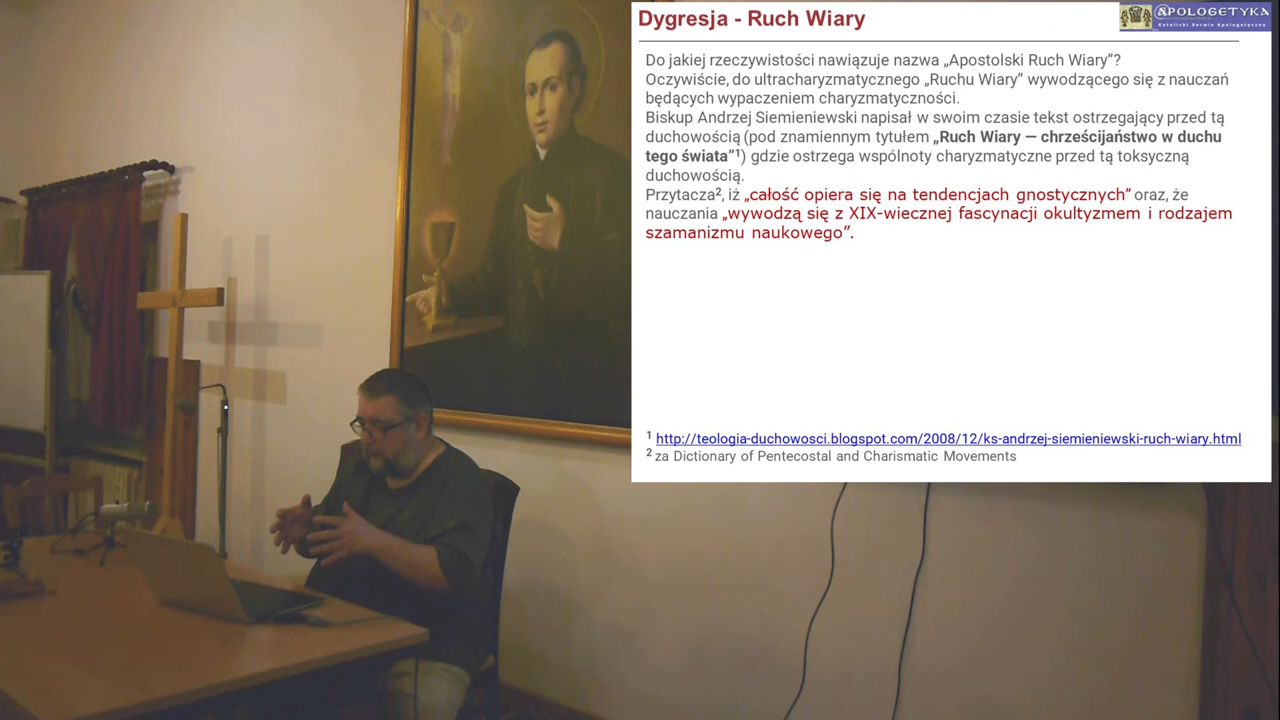 Dygresja - Ruch Wiary
APOLOGETYKA
Katolicki Serwis Apologetyczny
Do jakiej rzeczywistości nawiązuje nazwa „Apostolski Ruch Wiary”?
Oczywiście, do ultracharyzmatycznego „Ruchu Wiary” wywodzącego się z nauczań
będących wypaczeniem charyzmatyczności.
Biskup Andrzej Siemieniewski napisał w swoim czasie tekst ostrzegający przed tą
duchowością (pod znamiennym tytułem „Ruch Wiary — chrześcijaństwo w duchu
tego świata”¹) gdzie ostrzega wspólnoty charyzmatyczne przed tą toksyczną
duchowością.
Przytacza², iż „całość opiera się na tendencjach gnostycznych” oraz, że
nauczania „wywodzą się z XIX-wiecznej fascynacji okultyzmem i rodzajem
szamanizmu naukowego”.
¹ http://teologia-duchowosci.blogspot.com/2008/12/ks-andrzej-siemieniewski-ruch-wiary.html
² za Dictionary of Pentecostal and Charismatic Movements